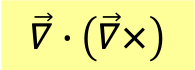 ∇⃗ · (∇⃗ ×)